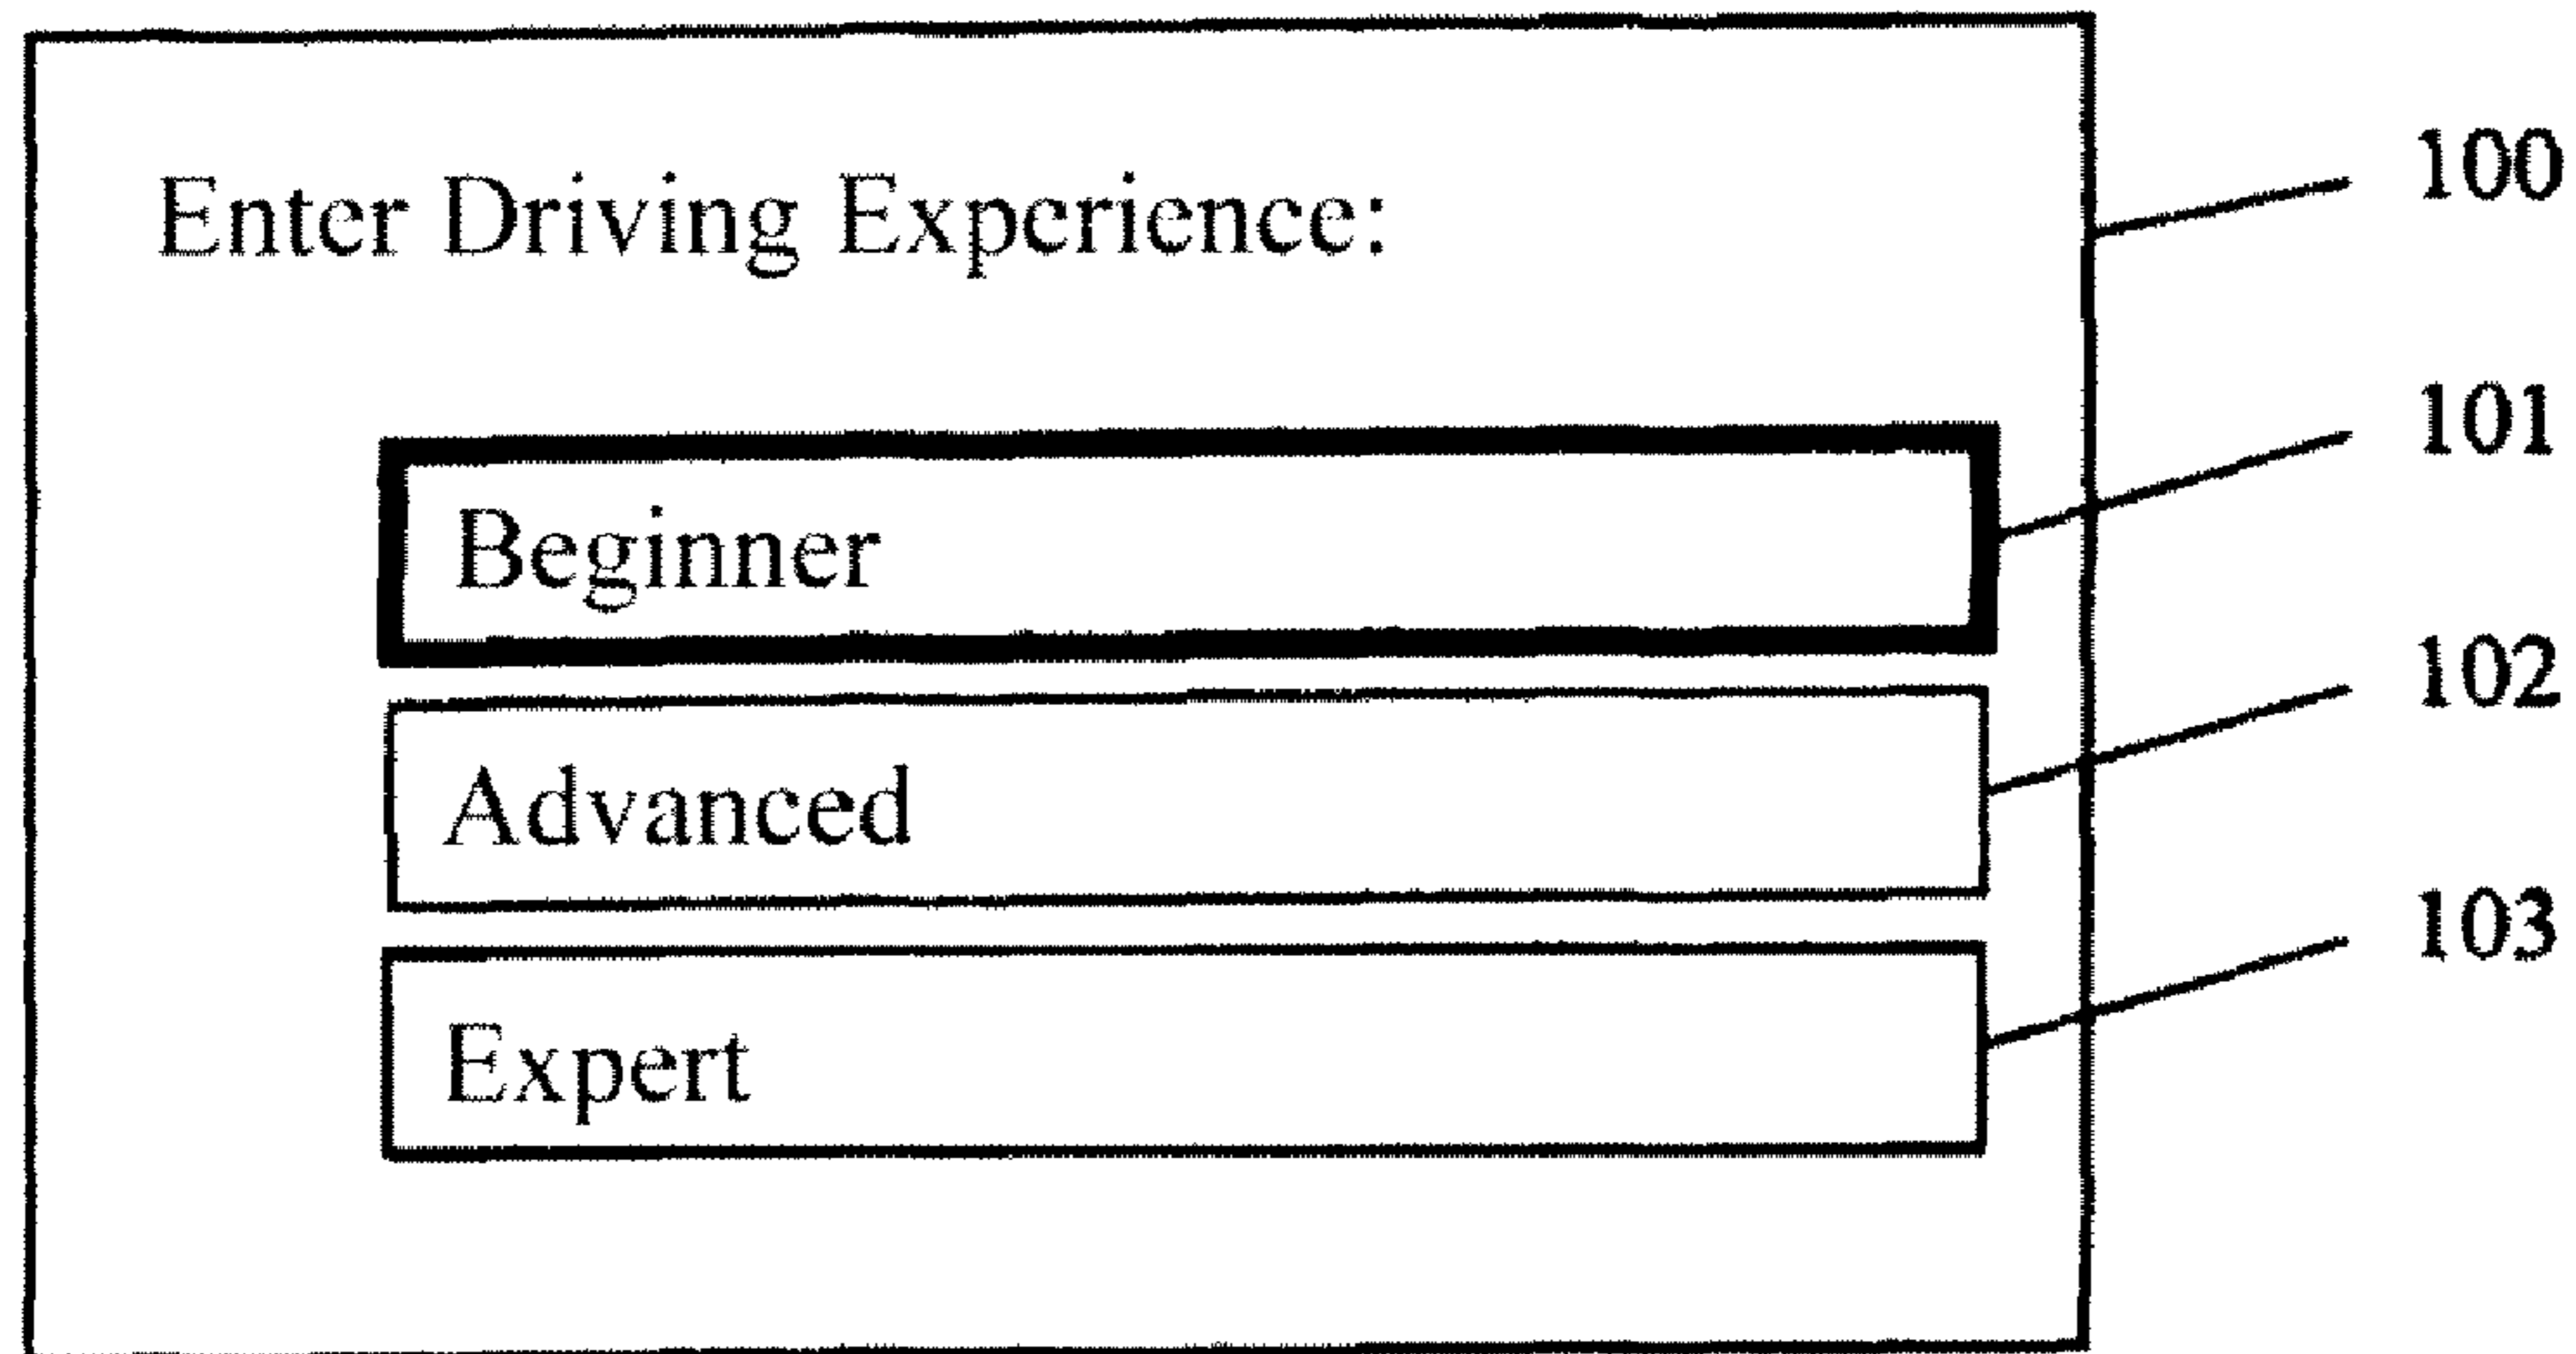 Enter Driving Experience:
100
Beginner
101
Advanced
102
Expert
103